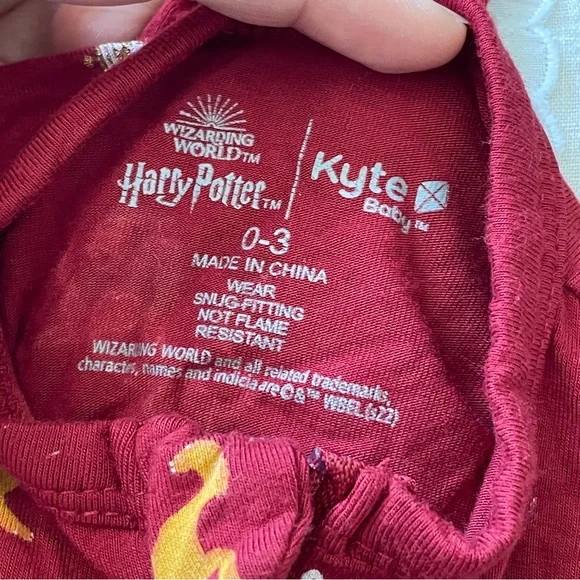 WIZARDING
WORLD™
Harry Potter™
Kyte
Baby™
0-3
MADE IN CHINA
WEAR
SNUG-FITTING
NOT FLAME
RESISTANT
WIZARDING WORLD and all related trademarks,
characters, names and indicia are © & ™ WBEI. (s22)